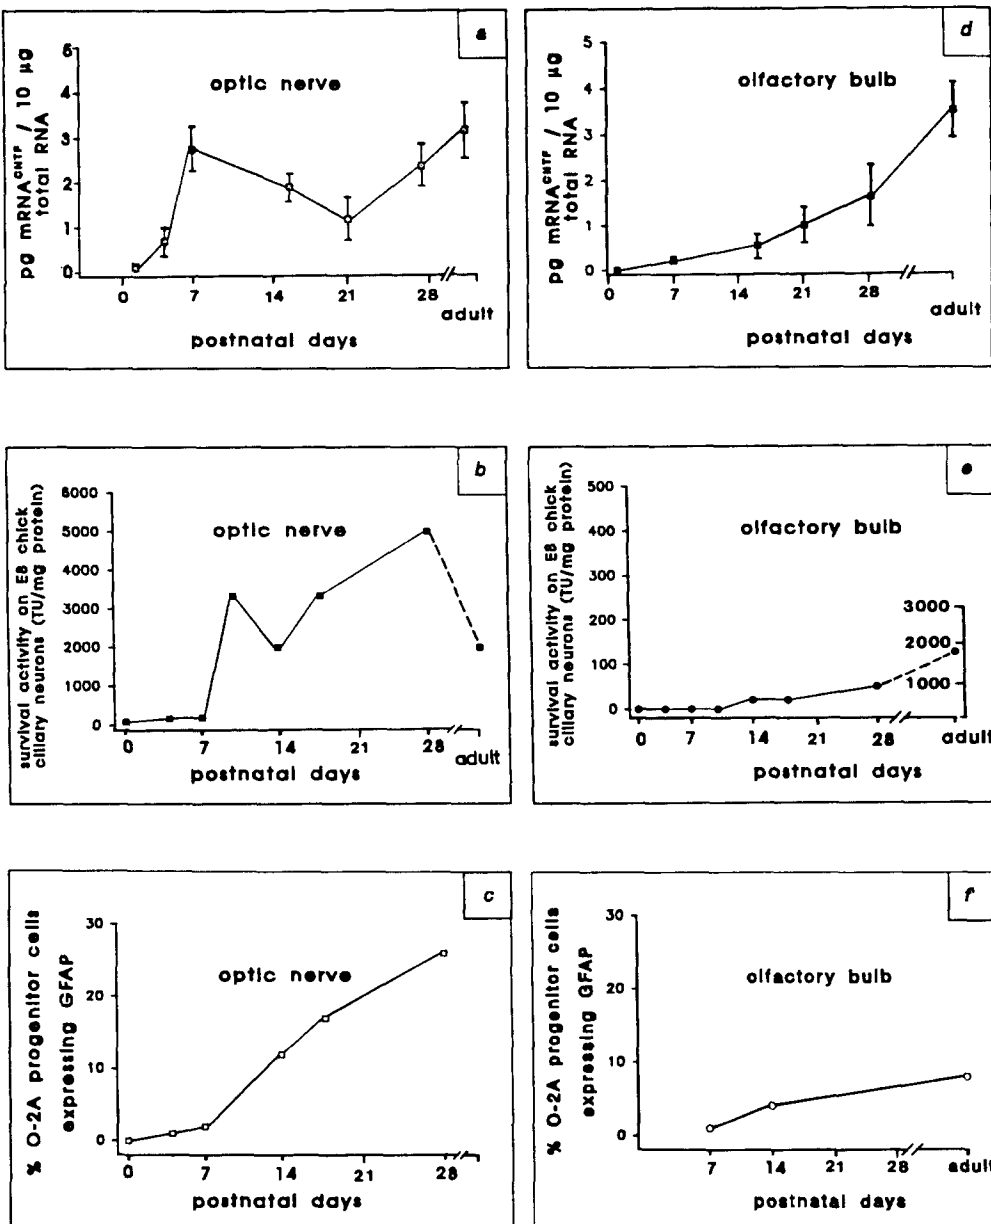 a
optic nerve
pg mRNA^CNTF / 10 µg
total RNA
5
4
3
2
1
0
0 7 14 21 28
adult
postnatal days
d
olfactory bulb
pg mRNA^CNTF / 10 µg
total RNA
5
4
3
2
1
0
0 7 14 21 28
adult
postnatal days
b
optic nerve
survival activity on E8 chick
ciliary neurons (TU/mg protein)
6000
5000
4000
3000
2000
1000
0
0 7 14 21 28
adult
postnatal days
e
olfactory bulb
survival activity on E8 chick
ciliary neurons (TU/mg protein)
500
400
300
200
100
0
3000
2000
1000
0 7 14 21 28 adult
postnatal days
c
optic nerve
% O-2A progenitor cells
expressing GFAP
30
20
10
0
0 7 14 21 28
postnatal days
f
olfactory bulb
% O-2A progenitor cells
expressing GFAP
30
20
10
0
7 14 21 28 adult
postnatal days